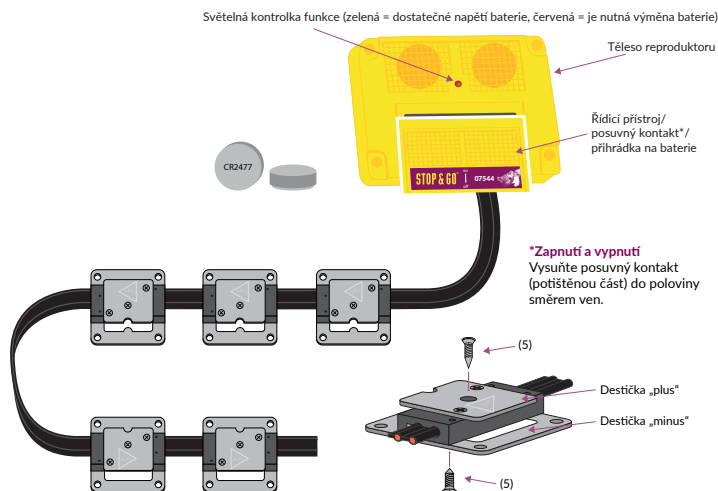 Světelná kontrolka funkce (zelená = dostatečné napětí baterie, červená = je nutná výměna baterie)
Těleso reproduktoru
Řídicí přístroj/
posuvný kontakt*/
přihrádka na baterie
CR2477
STOP & GO
on
off
07544
*Zapnutí a vypnutí
Vysuňte posuvný kontakt
(potištěnou část) do poloviny
směrem ven.
(5)
Destička „plus“
Destička „minus“
(5)